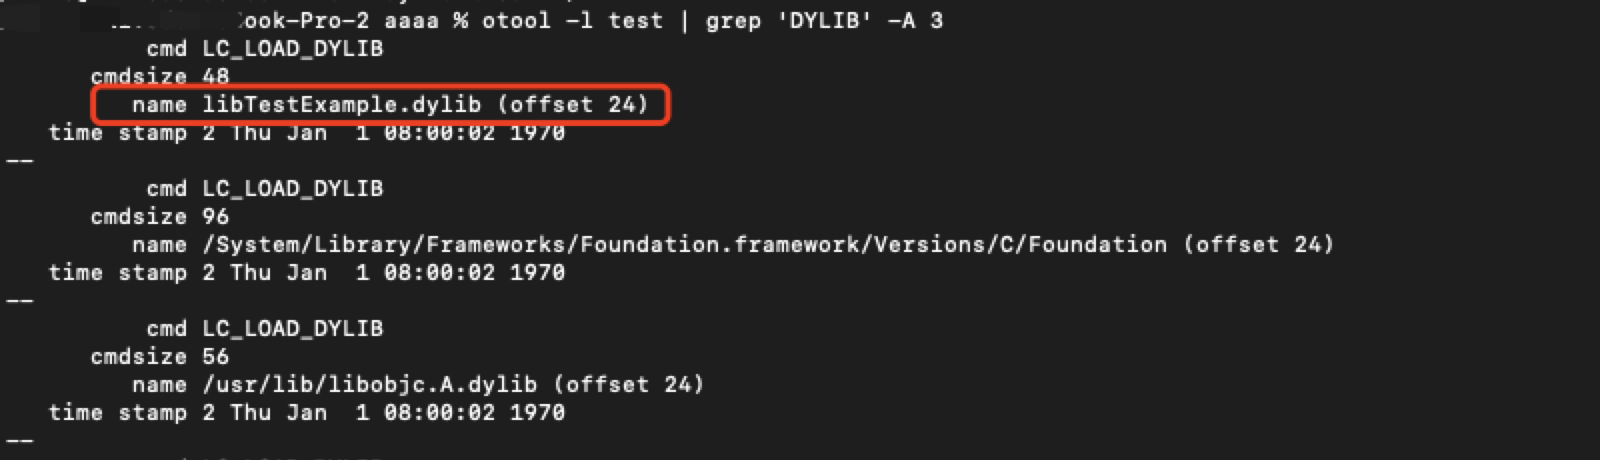 ook-Pro-2 aaaa % otool -l test | grep 'DYLIB' -A 3
cmd LC_LOAD_DYLIB
cmdsize 48
name libTestExample.dylib (offset 24)
time stamp 2 Thu Jan  1 08:00:02 1970
--
cmd LC_LOAD_DYLIB
cmdsize 96
name /System/Library/Frameworks/Foundation.framework/Versions/C/Foundation (offset 24)
time stamp 2 Thu Jan  1 08:00:02 1970
--
cmd LC_LOAD_DYLIB
cmdsize 56
name /usr/lib/libobjc.A.dylib (offset 24)
time stamp 2 Thu Jan  1 08:00:02 1970
--